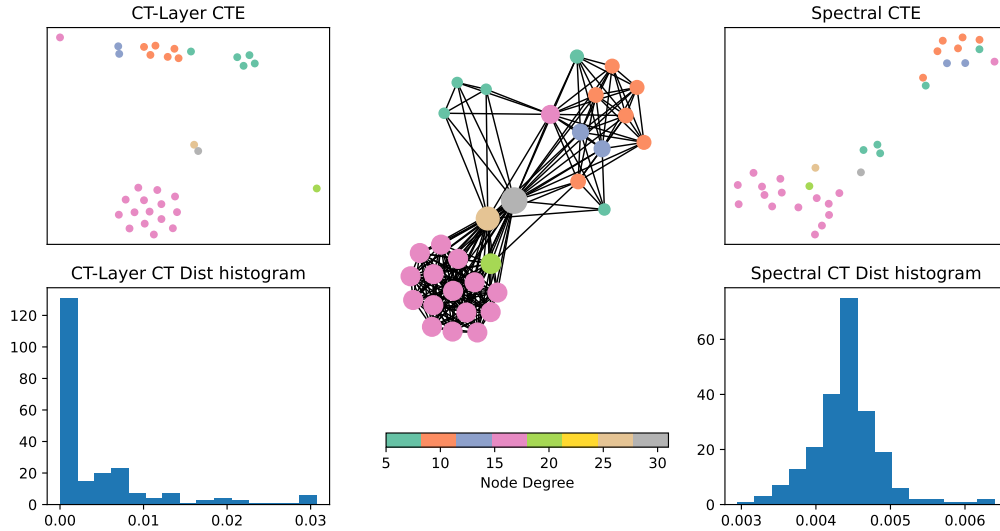 CT-Layer CTE
Spectral CTE
CT-Layer CT Dist histogram
120
100
80
60
40
20
0
0.00 0.01 0.02 0.03
5 10 15 20 25 30
Node Degree
Spectral CT Dist histogram
60
40
20
0
0.003 0.004 0.005 0.006